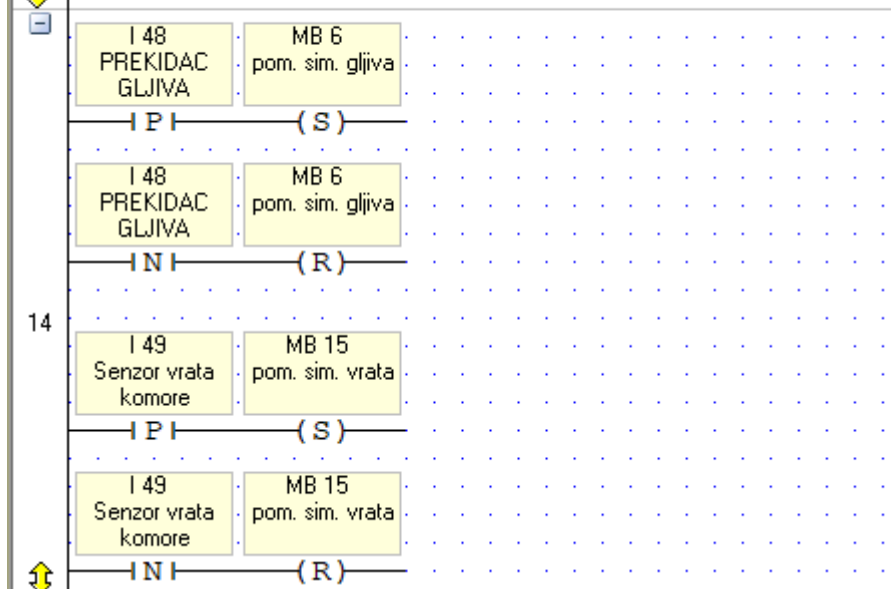 I 48
PREKIDAC
GLJIVA
MB 6
pom. sim. gljiva
P
S
I 48
PREKIDAC
GLJIVA
MB 6
pom. sim. gljiva
N
R
14
I 49
Senzor vrata
komore
MB 15
pom. sim. vrata
P
S
I 49
Senzor vrata
komore
MB 15
pom. sim. vrata
N
R